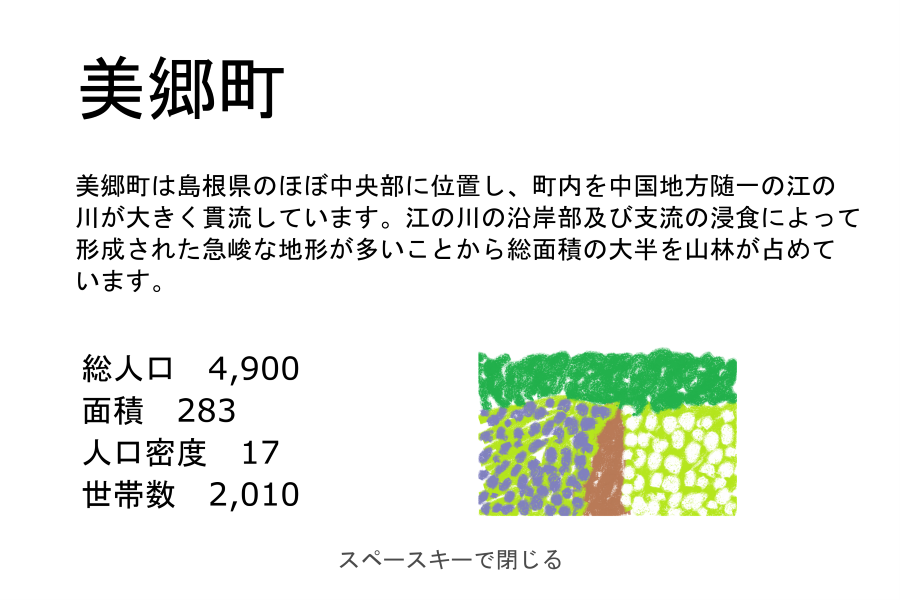 美郷町
美郷町は島根県のほぼ中央部に位置し、町内を中国地方随一の江の
川が大きく貫流しています。江の川の沿岸部及び支流の浸食によって
形成された急峻な地形が多いことから総面積の大半を山林が占めて
います。
総人口　4,900
面積　283
人口密度　17
世帯数　2,010
スペースキーで閉じる